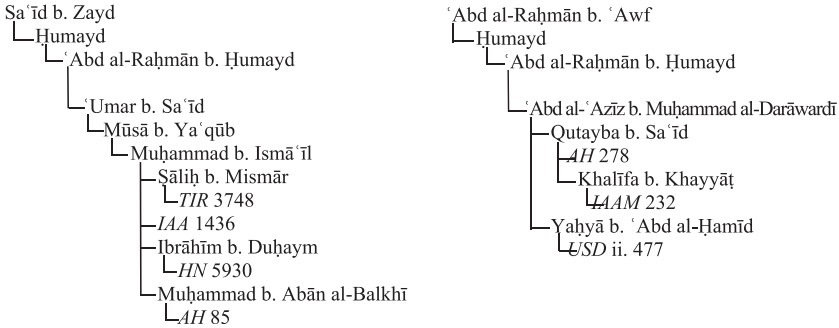 Saʿīd b. Zayd
Ḥumayd
ʿAbd al-Raḥmān b. Ḥumayd
ʿUmar b. Saʿīd
Mūsā b. Yaʿqūb
Muḥammad b. Ismāʿīl
Ṣāliḥ b. Mismār
TIR 3748
IAA 1436
Ibrāhīm b. Duḥaym
HN 5930
Muḥammad b. Abān al-Balkhī
AH 85
ʿAbd al-Raḥmān b. ʿAwf
Ḥumayd
ʿAbd al-Raḥmān b. Ḥumayd
ʿAbd al-ʿAzīz b. Muḥammad al-Darāwardī
Qutayba b. Saʿīd
AH 278
Khalīfa b. Khayyāṭ
IAAM 232
Yaḥyā b. ʿAbd al-Ḥamīd
USD ii. 477